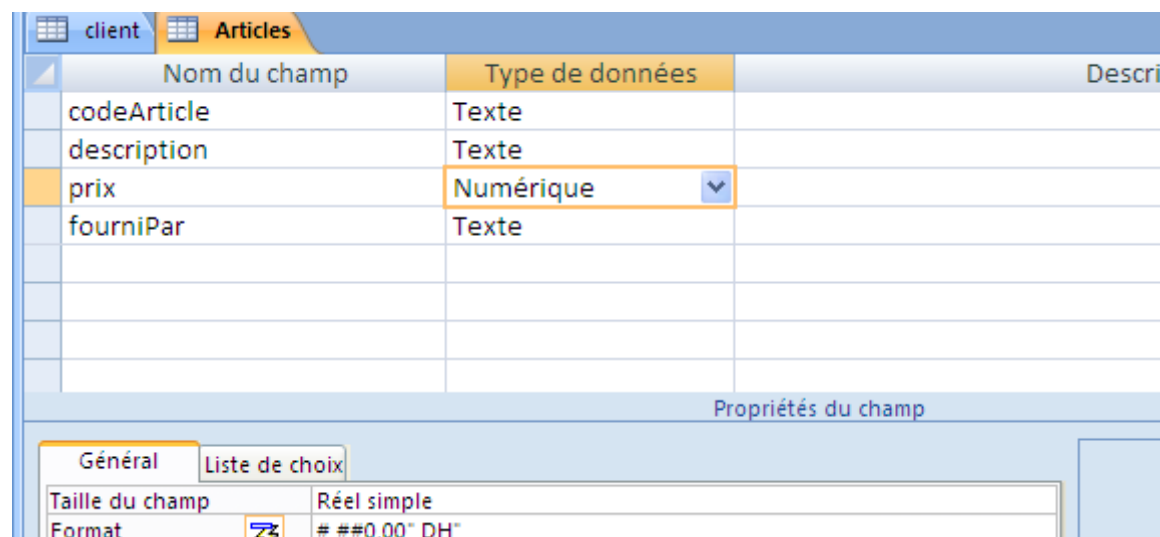 client Articles
Nom du champ Type de données Descri
codeArticle Texte
description Texte
prix Numérique
fourniPar Texte
Propriétés du champ
Général Liste de choix
Taille du champ Réel simple
Format # ##0,00" DH"